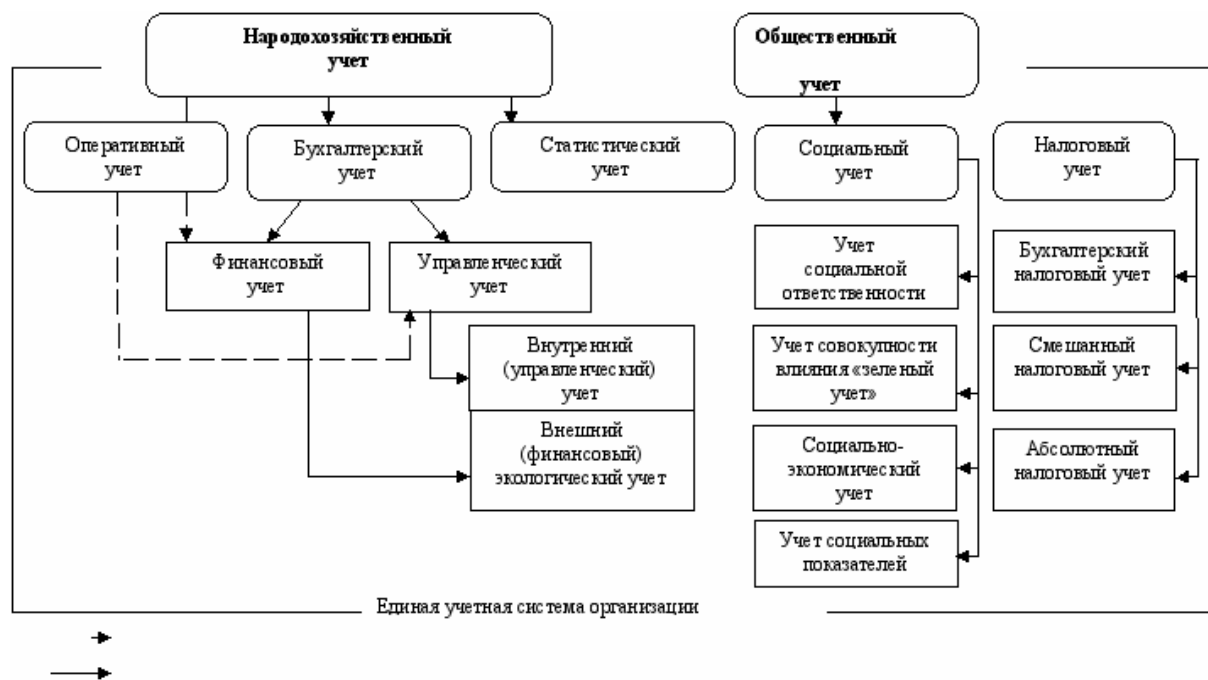 Народохозяйственный
учет
Общественный
учет
Оперативный
учет
Бухгалтерский
учет
Статистический
учет
Социальный
учет
Налоговый
учет
Финансовый
учет
Управленческий
учет
Учет
социальной
ответственности
Бухгалтерский
налоговый учет
Внутренний
(управленческий)
учет
Учет совокупности
влияния «зеленый
учет»
Смешанный
налоговый учет
Внешний
(финансовый)
экологический учет
Социально-
экономический
учет
Абсолютный
налоговый учет
Учет социальных
показателей
Единая учетная система организации